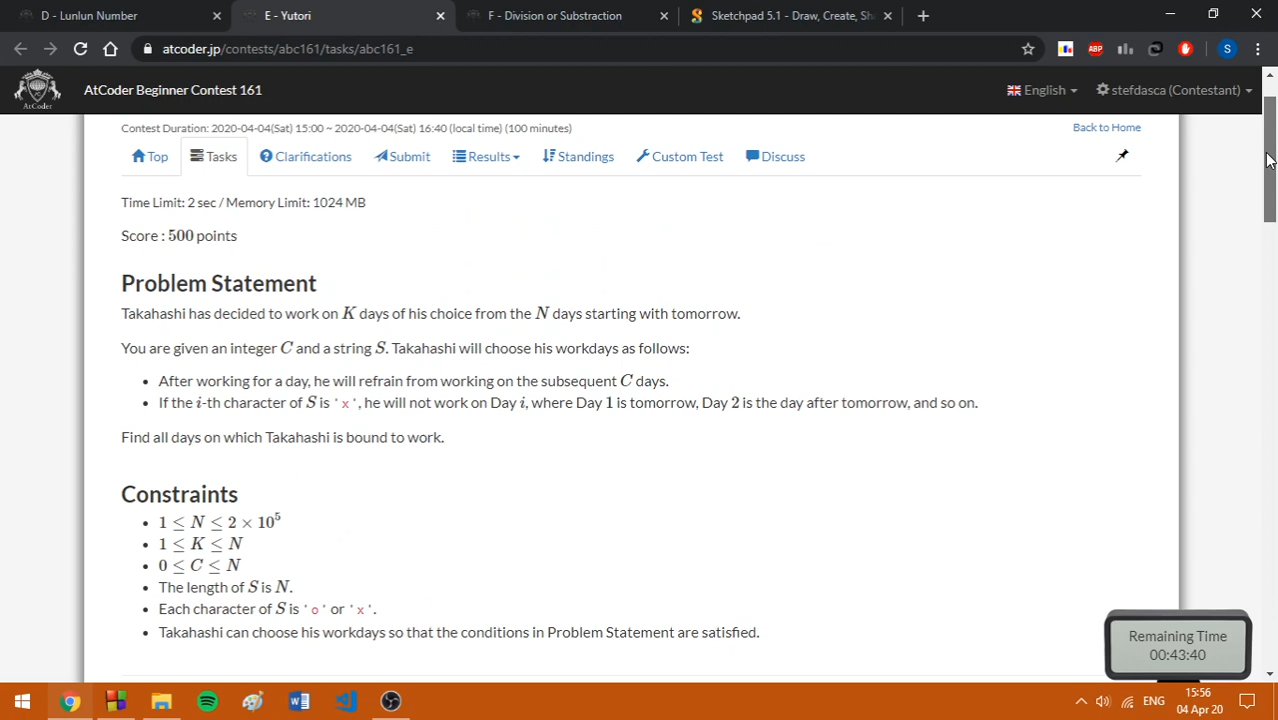 D - Lunlun Number
E - Yutori
F - Division or Substraction
Sketchpad 5.1 - Draw, Create, Sh
atcoder.jp/contests/abc161/tasks/abc161_e
ABP
S
AtCoder
AtCoder Beginner Contest 161
English
stefdasca (Contestant)
Contest Duration: 2020-04-04(Sat) 15:00 ~ 2020-04-04(Sat) 16:40 (local time) (100 minutes)
Back to Home
Top
Tasks
Clarifications
Submit
Results
Standings
Custom Test
Discuss
Time Limit: 2 sec / Memory Limit: 1024 MB
Score : 500 points
Problem Statement
Takahashi has decided to work on K days of his choice from the N days starting with tomorrow.
You are given an integer C and a string S. Takahashi will choose his workdays as follows:
• After working for a day, he will refrain from working on the subsequent C days.
• If the i-th character of S is 'x', he will not work on Day i, where Day 1 is tomorrow, Day 2 is the day after tomorrow, and so on.
Find all days on which Takahashi is bound to work.
Constraints
• 1 ≤ N ≤ 2 × 10⁵
• 1 ≤ K ≤ N
• 0 ≤ C ≤ N
• The length of S is N.
• Each character of S is 'o' or 'x'.
• Takahashi can choose his workdays so that the conditions in Problem Statement are satisfied.
Remaining Time
00:43:40
ENG
15:56
04 Apr 20